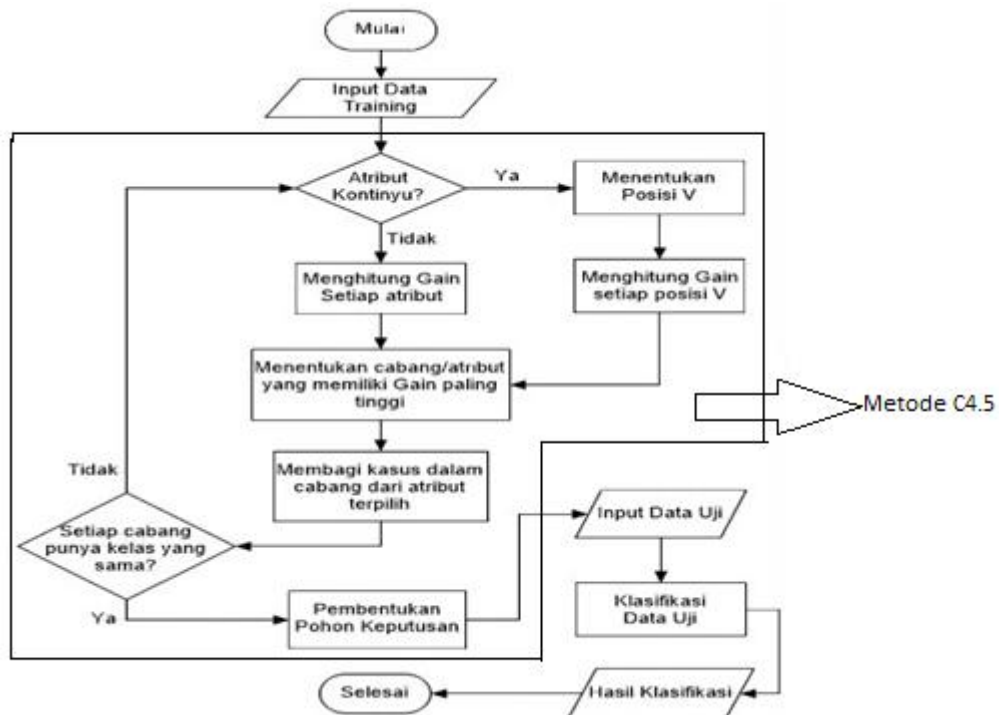 Mulai
Input Data
Training
Atribut
Kontinyu?
Ya
Menentukan
Posisi V
Tidak
Menghitung Gain
Setiap atribut
Menghitung Gain
setiap posisi V
Menentukan cabang/atribut
yang memiliki Gain paling
tinggi
Metode C4.5
Tidak
Membagi kasus dalam
cabang dari atribut
terpilih
Setiap cabang
punya kelas yang
sama?
Ya
Pembentukan
Pohon Keputusan
Input Data Uji
Klasifikasi
Data Uji
Hasil Klasifikasi
Selesai